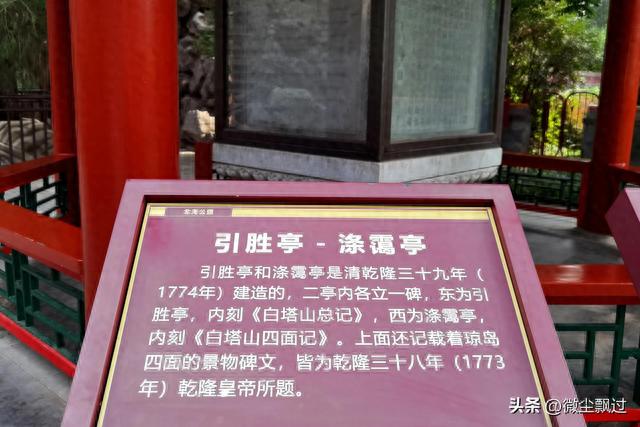 北海公园
引胜亭 - 涤霭亭
引胜亭和涤霭亭是清乾隆三十九年（
1774年）建造的，二亭内各立一碑，东为引
胜亭，内刻《白塔山总记》，西为涤霭亭，
内刻《白塔山四面记》。上面还记载着琼岛
四面的景物碑文，皆为乾隆三十八年（1773
年）乾隆皇帝所题。
头条 @微尘飘过